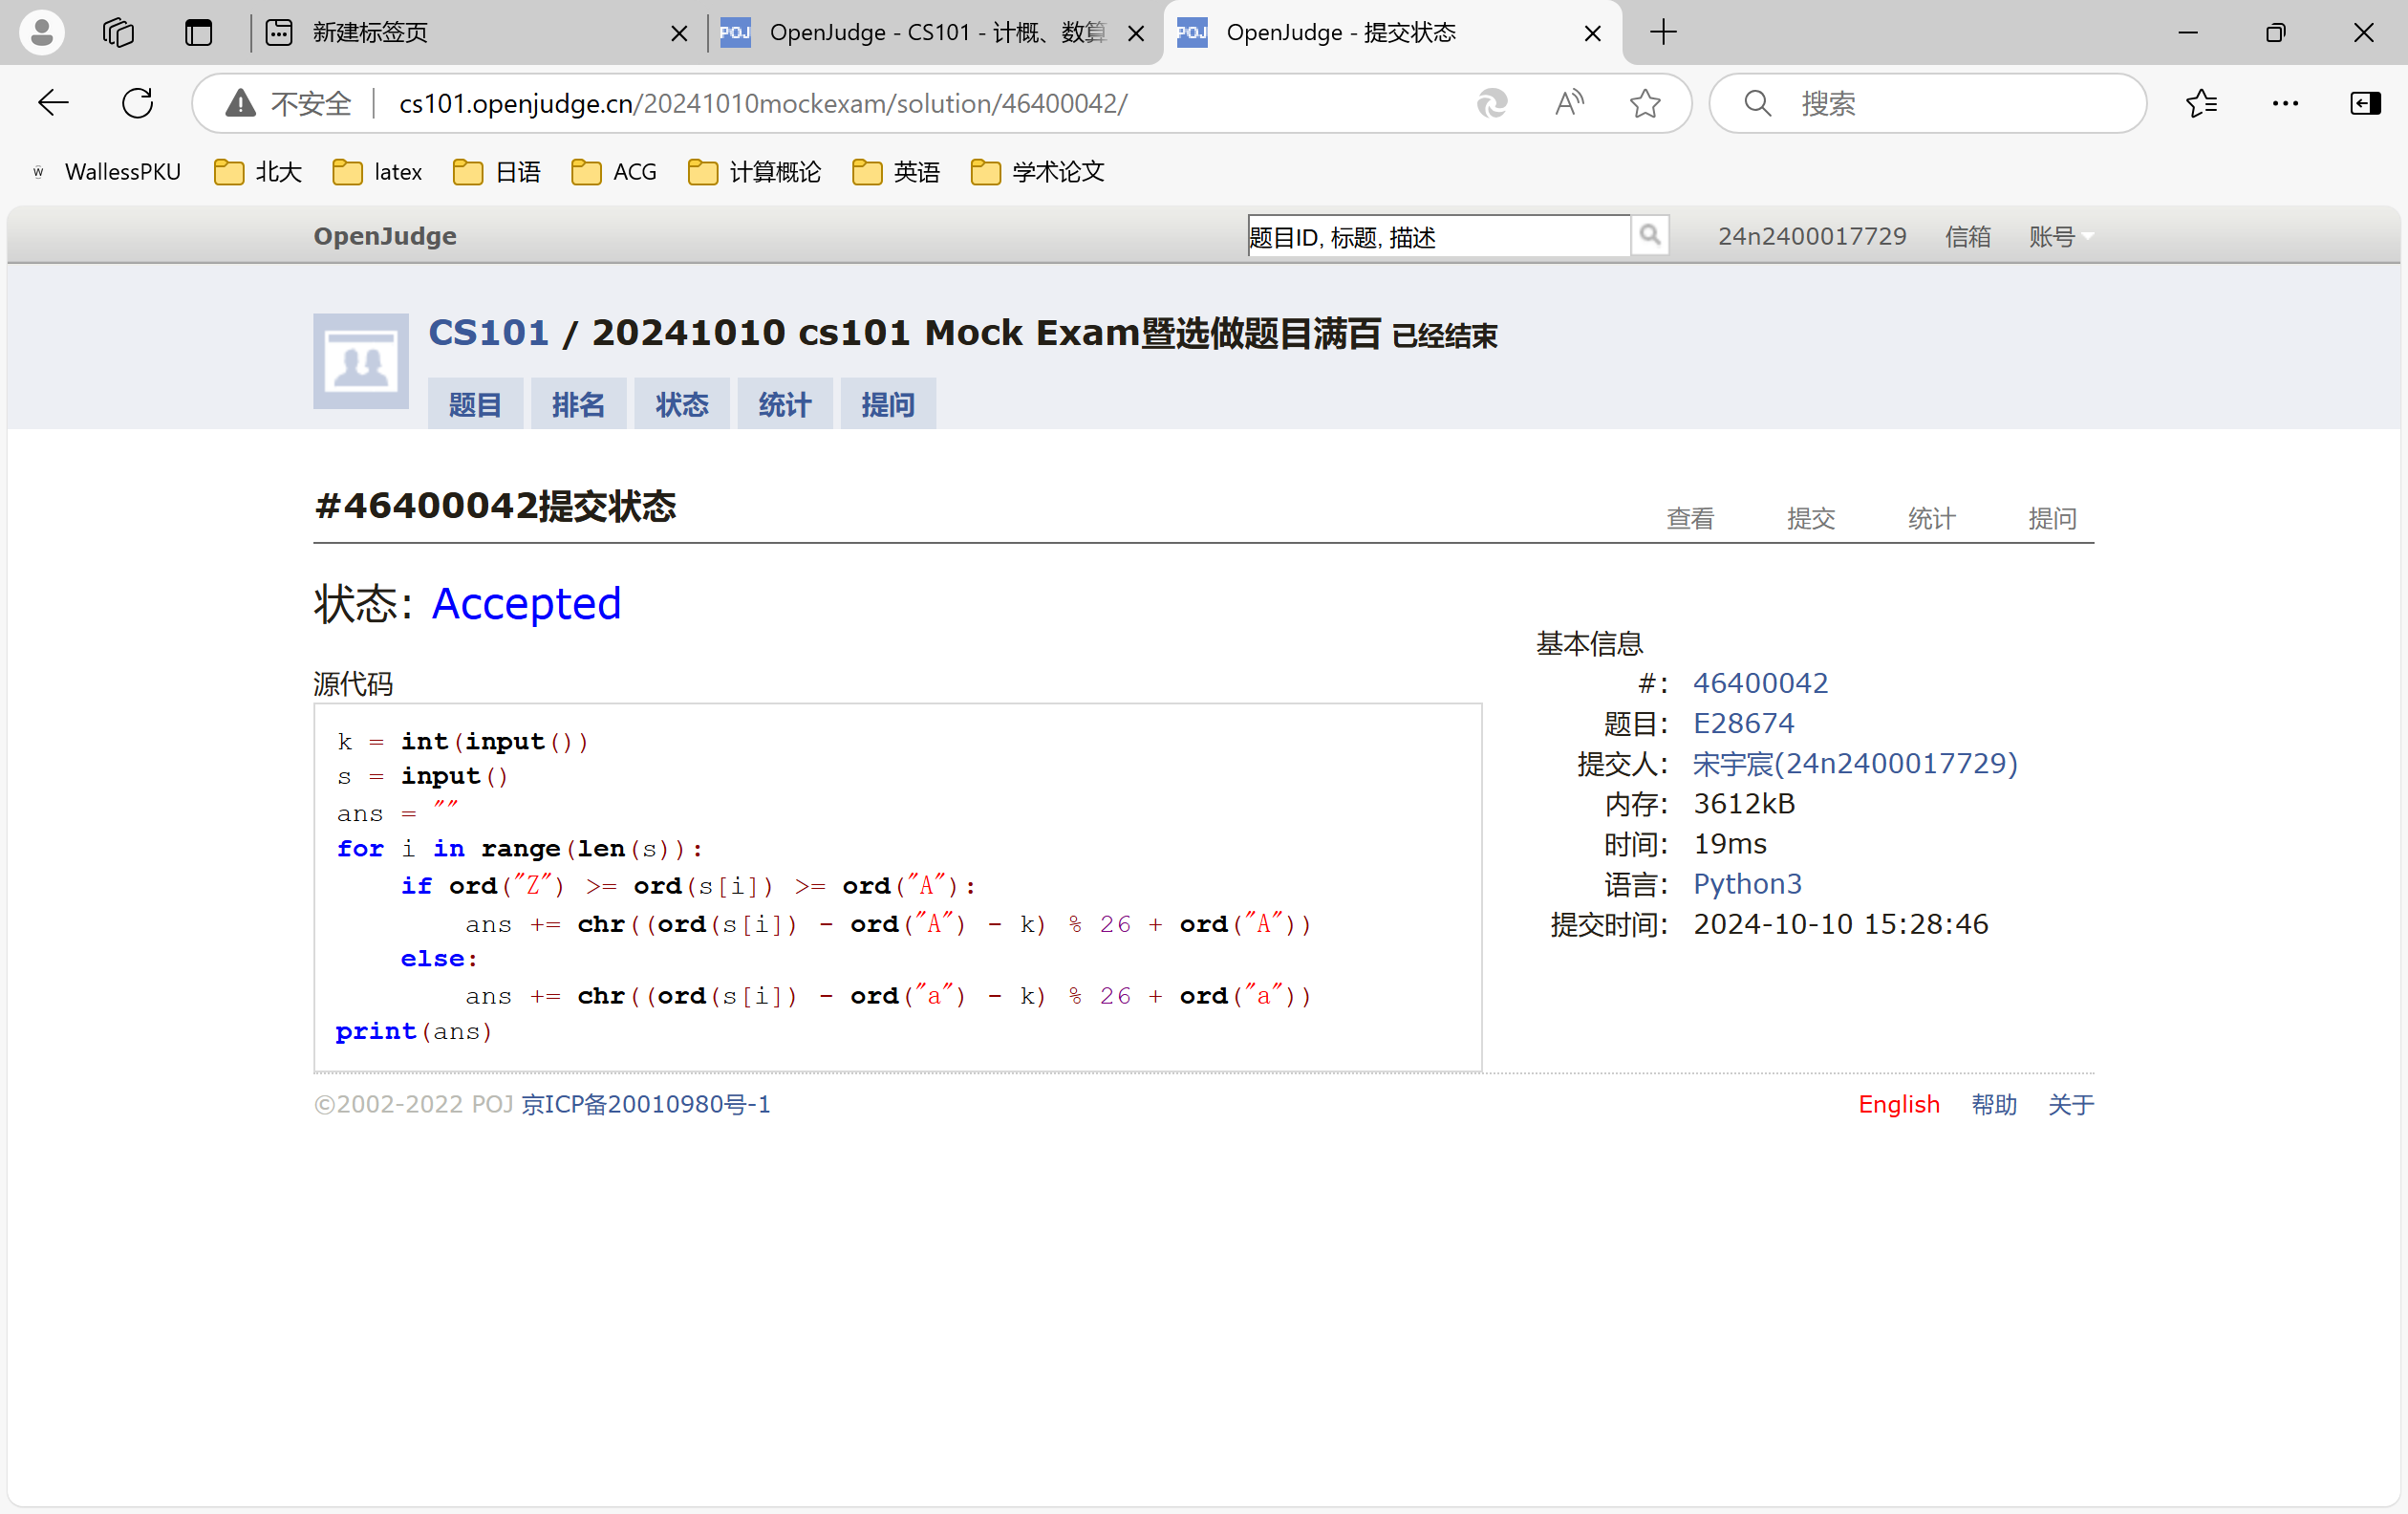 新建标签页
OpenJudge - CS101 - 计概、数算
OpenJudge - 提交状态
不安全
cs101.openjudge.cn/20241010mockexam/solution/46400042/
搜索
WallessPKU
北大
latex
日语
ACG
计算概论
英语
学术论文
OpenJudge
题目ID, 标题, 描述
24n2400017729
信箱
账号
CS101 / 20241010 cs101 Mock Exam暨选做题目满百 已经结束
题目
排名
状态
统计
提问
#46400042提交状态
查看
提交
统计
提问
状态: Accepted
源代码
k = int(input())
s = input()
ans = ""
for i in range(len(s)):
    if ord("Z") >= ord(s[i]) >= ord("A"):
        ans += chr((ord(s[i]) - ord("A") - k) % 26 + ord("A"))
    else:
        ans += chr((ord(s[i]) - ord("a") - k) % 26 + ord("a"))
print(ans)
基本信息
#: 46400042
题目: E28674
提交人: 宋宇宸(24n2400017729)
内存: 3612kB
时间: 19ms
语言: Python3
提交时间: 2024-10-10 15:28:46
©2002-2022 POJ 京ICP备20010980号-1
English
帮助
关于